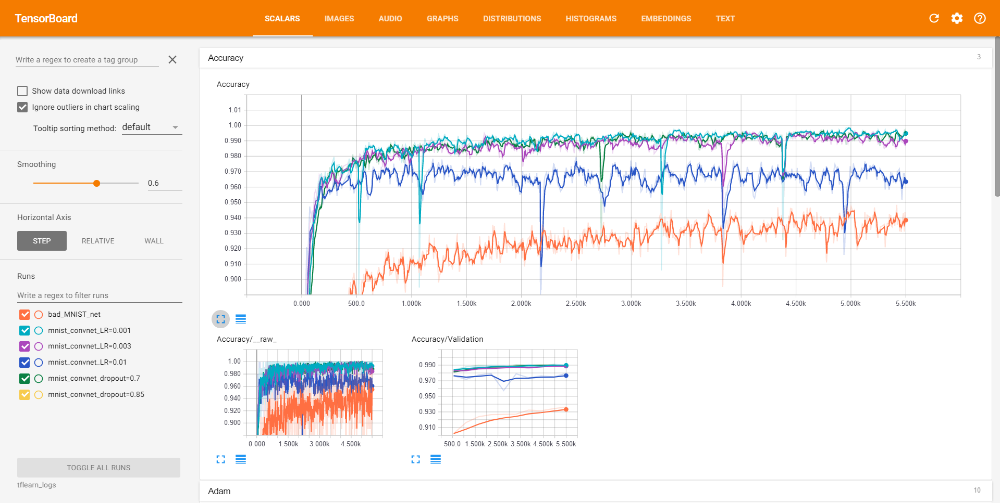 TensorBoard
SCALARS IMAGES AUDIO GRAPHS DISTRIBUTIONS HISTOGRAMS EMBEDDINGS TEXT
Write a regex to create a tag group
Show data download links
Ignore outliers in chart scaling
Tooltip sorting method: default
Smoothing
0.6
Horizontal Axis
STEP RELATIVE WALL
Runs
Write a regex to filter runs
bad_MNIST_net
mnist_convnet_LR=0.001
mnist_convnet_LR=0.003
mnist_convnet_LR=0.01
mnist_convnet_dropout=0.7
mnist_convnet_dropout=0.85
TOGGLE ALL RUNS
tflearn_logs
Accuracy 3
Accuracy
1.01
1.00
0.990
0.980
0.970
0.960
0.950
0.940
0.930
0.920
0.910
0.900
0.000 500.0 1.000k 1.500k 2.000k 2.500k 3.000k 3.500k 4.000k 4.500k 5.000k 5.500k
Accuracy/__raw_
1.00
0.980
0.960
0.940
0.920
0.900
0.000 1.500k 3.000k 4.500k
Accuracy/Validation
0.990
0.970
0.950
0.930
0.910
500.0 1.500k 2.500k 3.500k 4.500k 5.500k
Adam 10